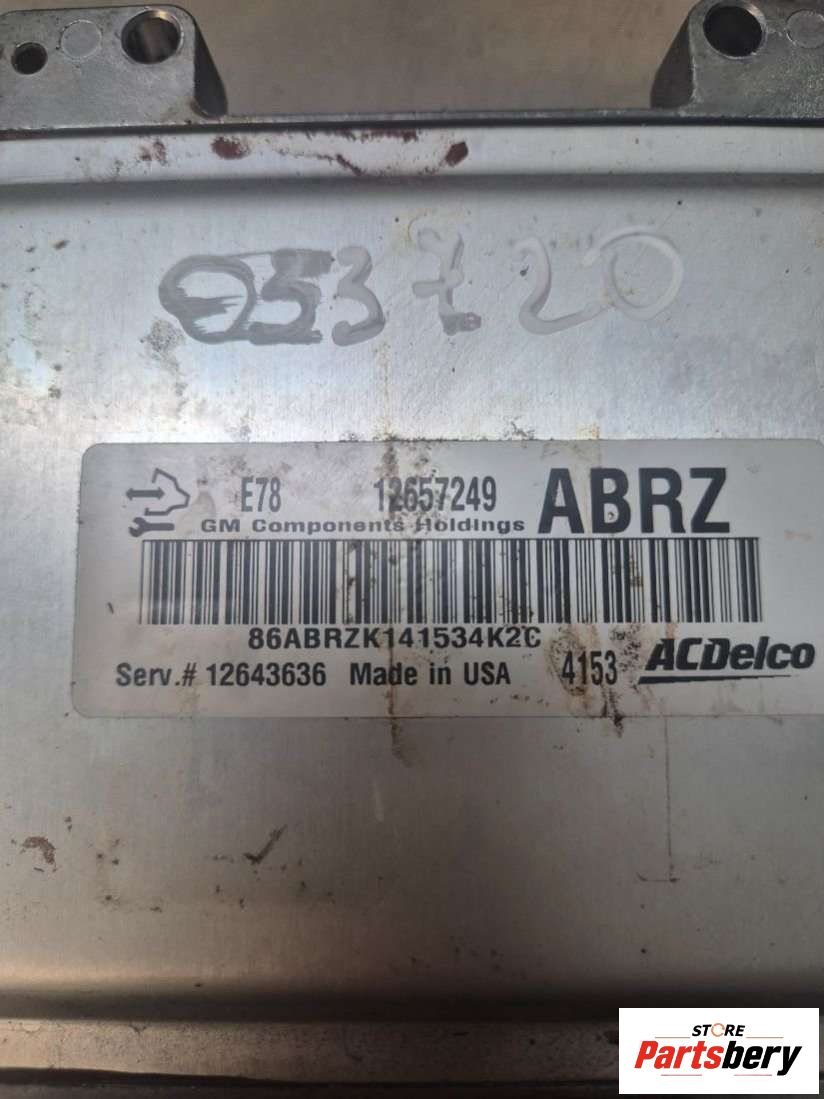 053720
E78 12657249 ABRZ
GM Components Holdings
86ABRZK141534K2C
Serv.# 12643636 Made in USA 4153 ACDelco
STORE
Partsbery